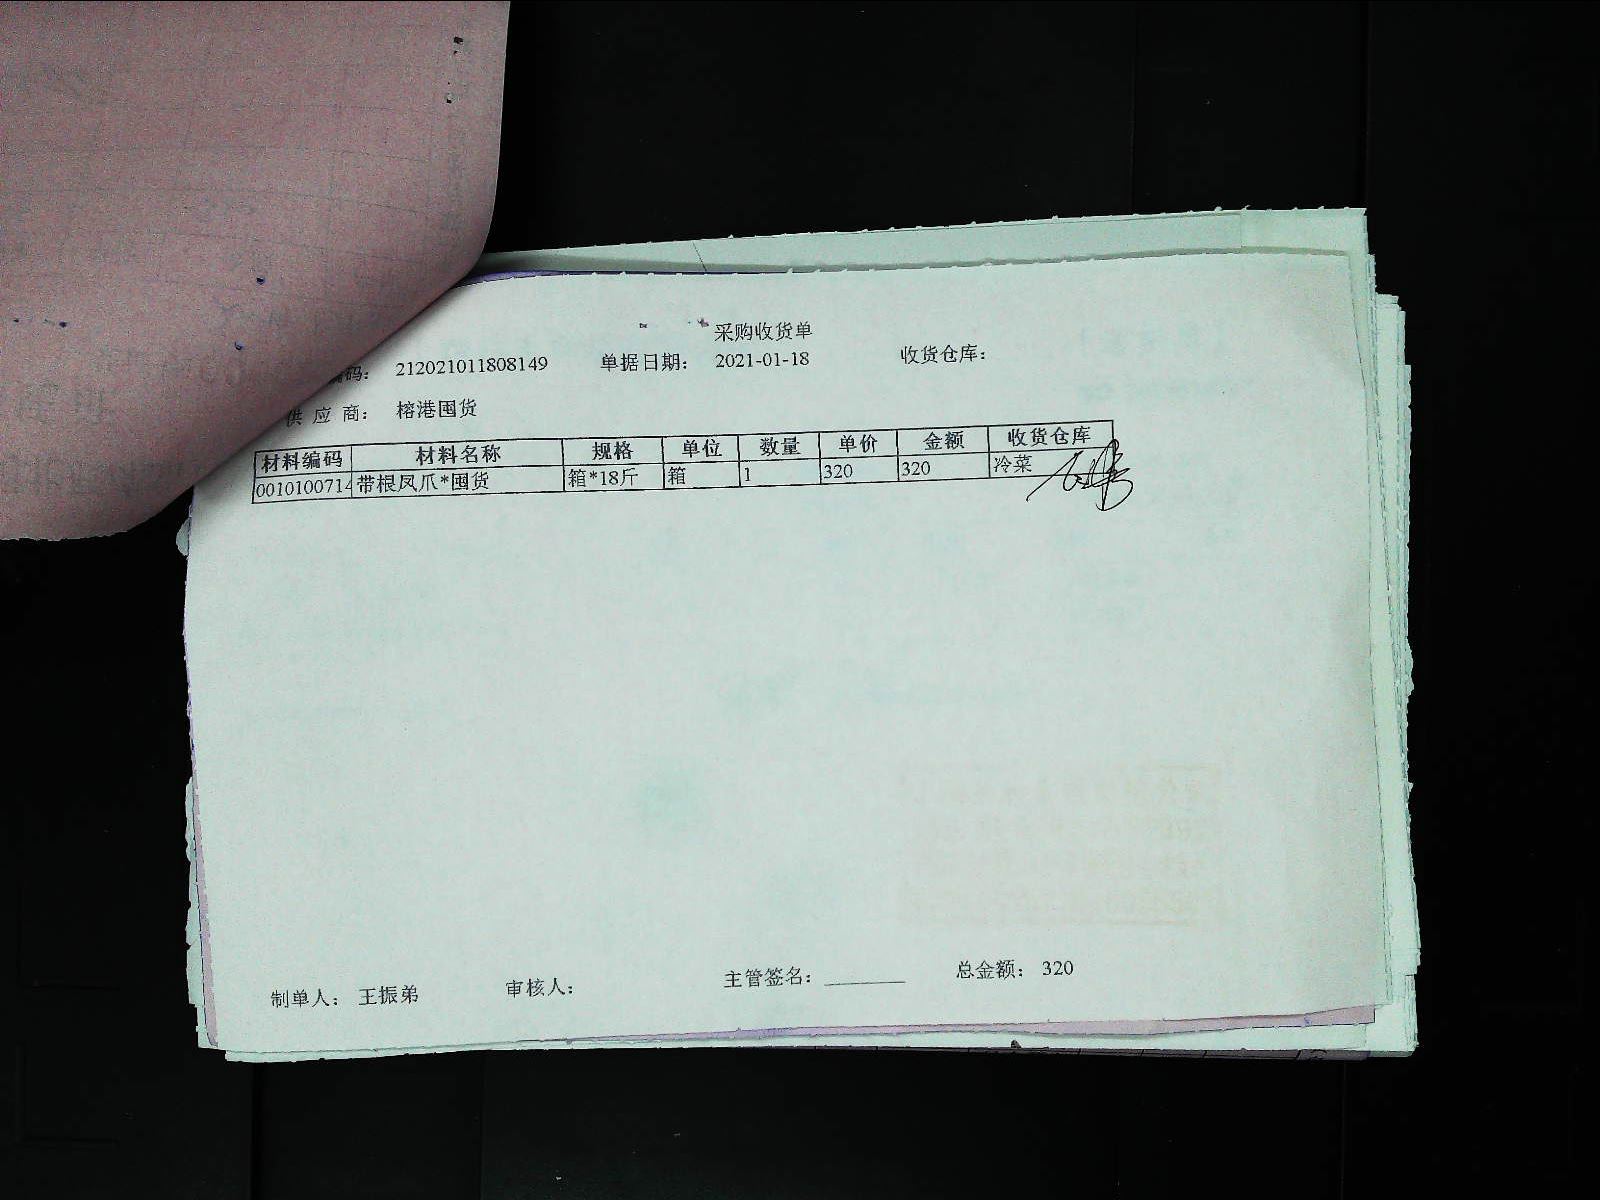 采购收货单
编码： 212021011808149 单据日期： 2021-01-18 收货仓库：
供 应 商： 榕港囤货
材料编码 材料名称 规格 单位 数量 单价 金额 收货仓库
0010100714 带根凤爪*囤货 箱*18斤 箱 1 320 320 冷菜
制单人： 王振弟 审核人： 主管签名： 总金额： 320